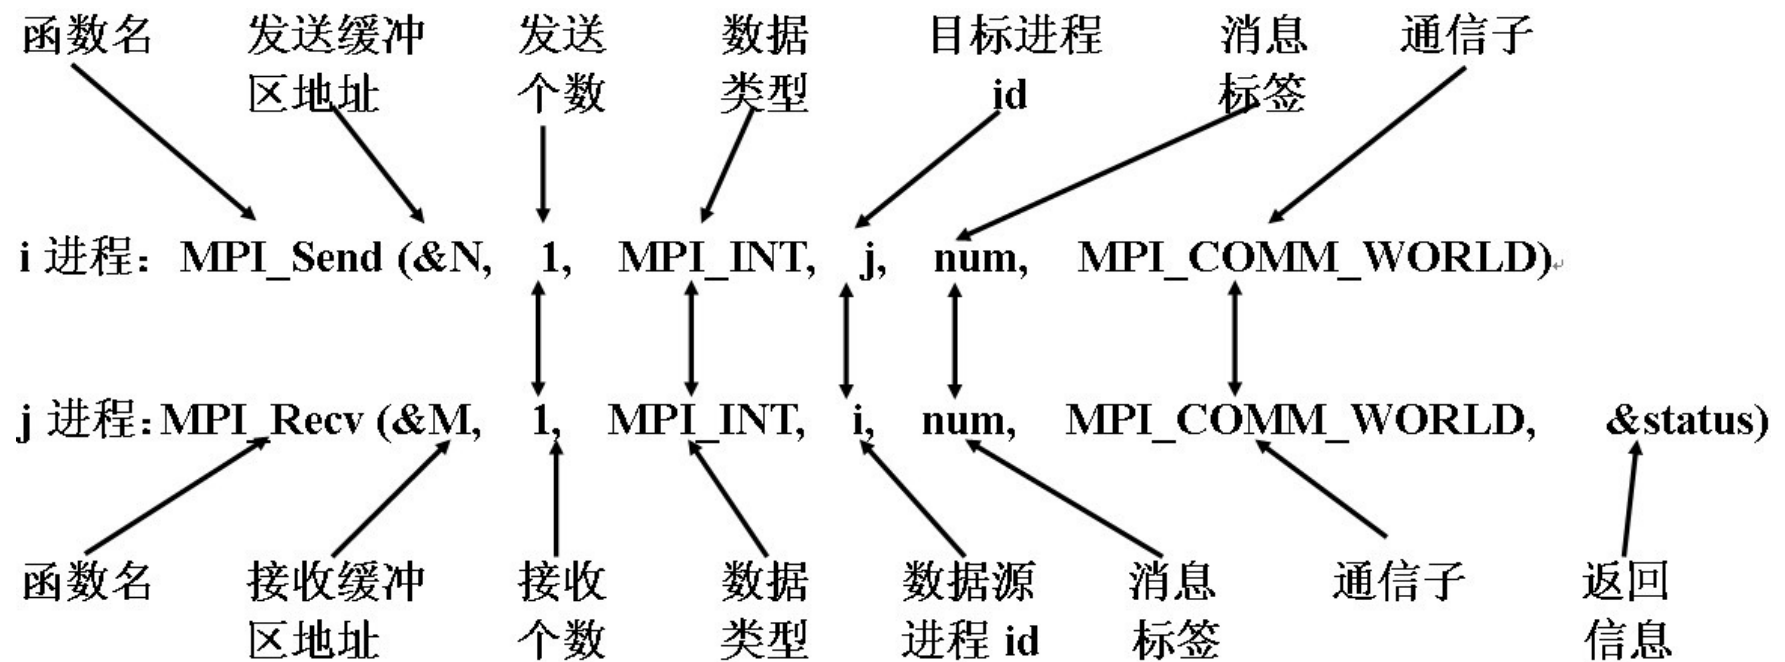 函数名 发送缓冲 发送 数据 目标进程 消息 通信子
区地址 个数 类型 id 标签
i 进程：MPI_Send (&N, 1, MPI_INT, j, num, MPI_COMM_WORLD)↵
j 进程：MPI_Recv (&M, 1, MPI_INT, i, num, MPI_COMM_WORLD, &status)
函数名 接收缓冲 接收 数据 数据源 消息 通信子 返回
区地址 个数 类型 进程 id 标签 信息